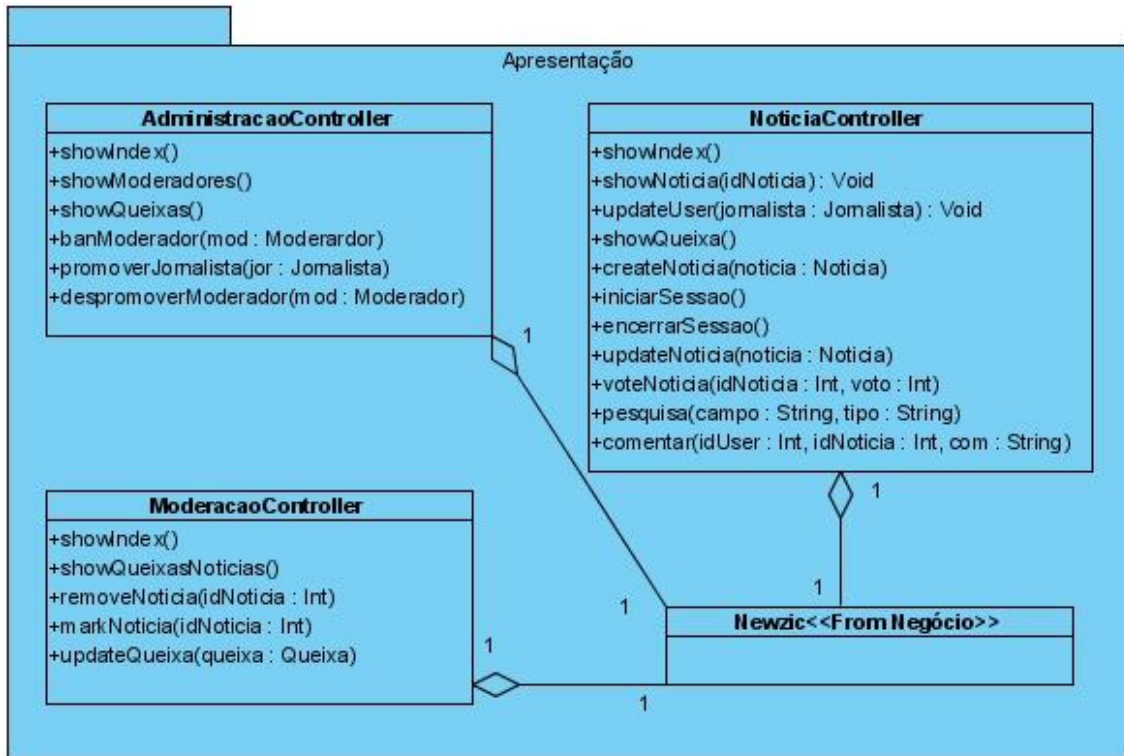 Apresentação
AdministracaoController
+showIndex()
+showModeradores()
+showQueixas()
+banModerador(mod : Moderardor)
+promoverJornalista(jor : Jornalista)
+despromoverModerador(mod : Moderador)
1
NoticiaController
+showIndex()
+showNoticia(idNoticia) : Void
+updateUser(jornalista : Jornalista) : Void
+showQueixa()
+createNoticia(noticia : Noticia)
+iniciarSessao()
+encerrarSessao()
+updateNoticia(noticia : Noticia)
+voteNoticia(idNoticia : Int, voto : Int)
+pesquisa(campo : String, tipo : String)
+comentar(idUser : Int, idNoticia : Int, com : String)
1
ModeracaoController
+showIndex()
+showQueixasNoticias()
+removeNoticia(idNoticia : Int)
+markNoticia(idNoticia : Int)
+updateQueixa(queixa : Queixa)
1
1
1
Newzic<<From Negócio>>
1